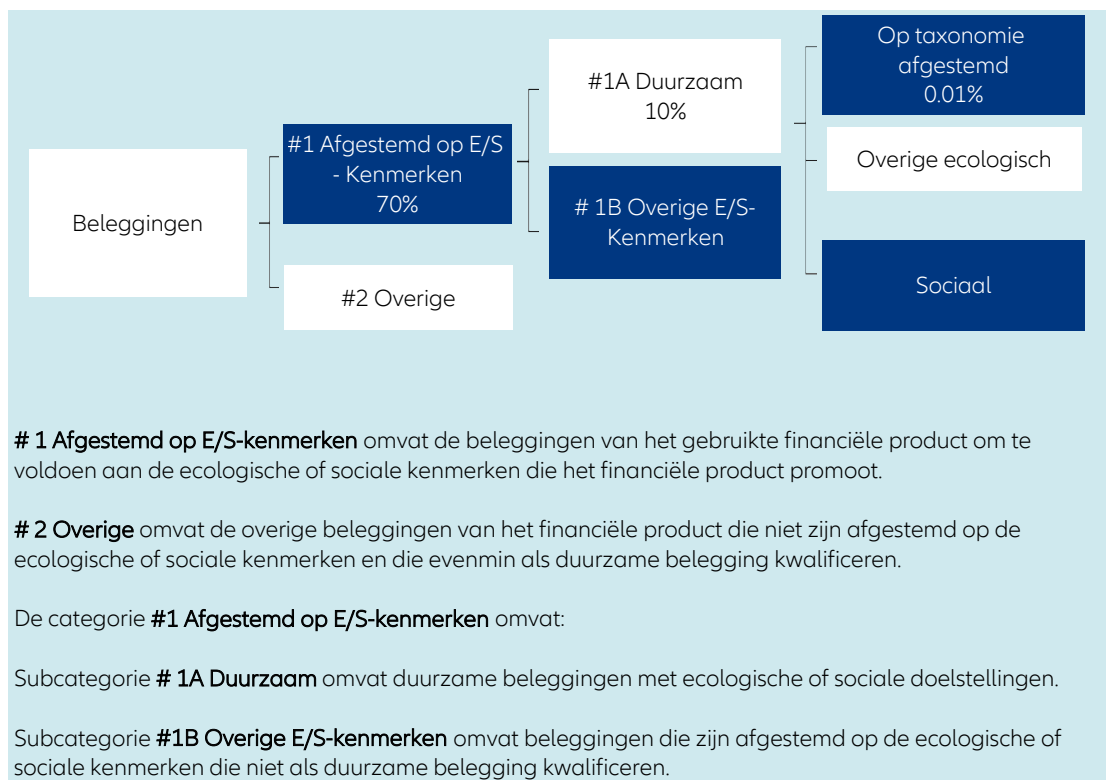 Beleggingen
#1 Afgestemd op E/S
- Kenmerken
70%
#2 Overige
#1A Duurzaam
10%
# 1B Overige E/S-
Kenmerken
Op taxonomie
afgestemd
0.01%
Overige ecologisch
Sociaal
# 1 Afgestemd op E/S-kenmerken omvat de beleggingen van het gebruikte financiële product om te
voldoen aan de ecologische of sociale kenmerken die het financiële product promoot.
# 2 Overige omvat de overige beleggingen van het financiële product die niet zijn afgestemd op de
ecologische of sociale kenmerken en die evenmin als duurzame belegging kwalificeren.
De categorie #1 Afgestemd op E/S-kenmerken omvat:
Subcategorie # 1A Duurzaam omvat duurzame beleggingen met ecologische of sociale doelstellingen.
Subcategorie #1B Overige E/S-kenmerken omvat beleggingen die zijn afgestemd op de ecologische of
sociale kenmerken die niet als duurzame belegging kwalificeren.